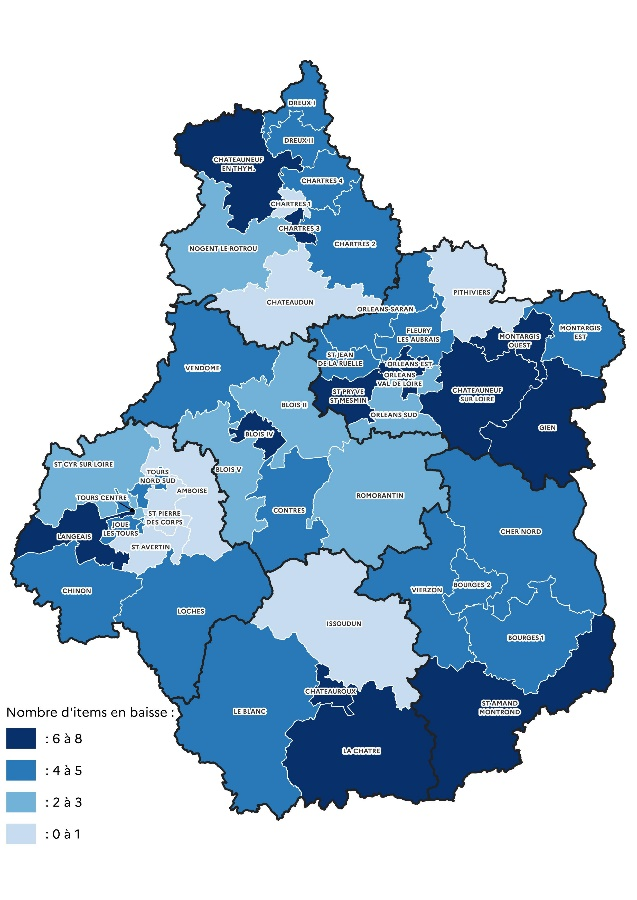 DREUX I
DREUX II
CHATEAUNEUF
EN THYM.
CHARTRES 4
CHARTRES 1
CHARTRES 3
CHARTRES 2
NOGENT LE ROTROU
PITHIVIERS
CHATEAUDUN
ORLEANS-SARAN
FLEURY
LES AUBRAIS
MONTARGIS
EST
MONTARGIS
OUEST
ST JEAN
DE LA RUELLE
ORLEANS EST
VENDOME
ORLEANS
VAL DE LOIRE
ST PRYVE
ST MESMIN
CHATEAUNEUF
SUR LOIRE
BLOIS II
ORLEANS SUD
GIEN
BLOIS IV
ST CYR SUR LOIRE
BLOIS V
TOURS
NORD SUD
AMBOISE
ROMORANTIN
TOURS CENTRE
CONTRES
ST PIERRE
DES CORPS
JOUE
LES TOURS
LANGEAIS
CHER NORD
ST AVERTIN
BOURGES 2
CHINON
VIERZON
LOCHES
ISSOUDUN
BOURGES 1
CHATEAUROUX
ST AMAND
MONTROND
LE BLANC
LA CHATRE
Nombre d'items en baisse :
: 6 à 8
: 4 à 5
: 2 à 3
: 0 à 1